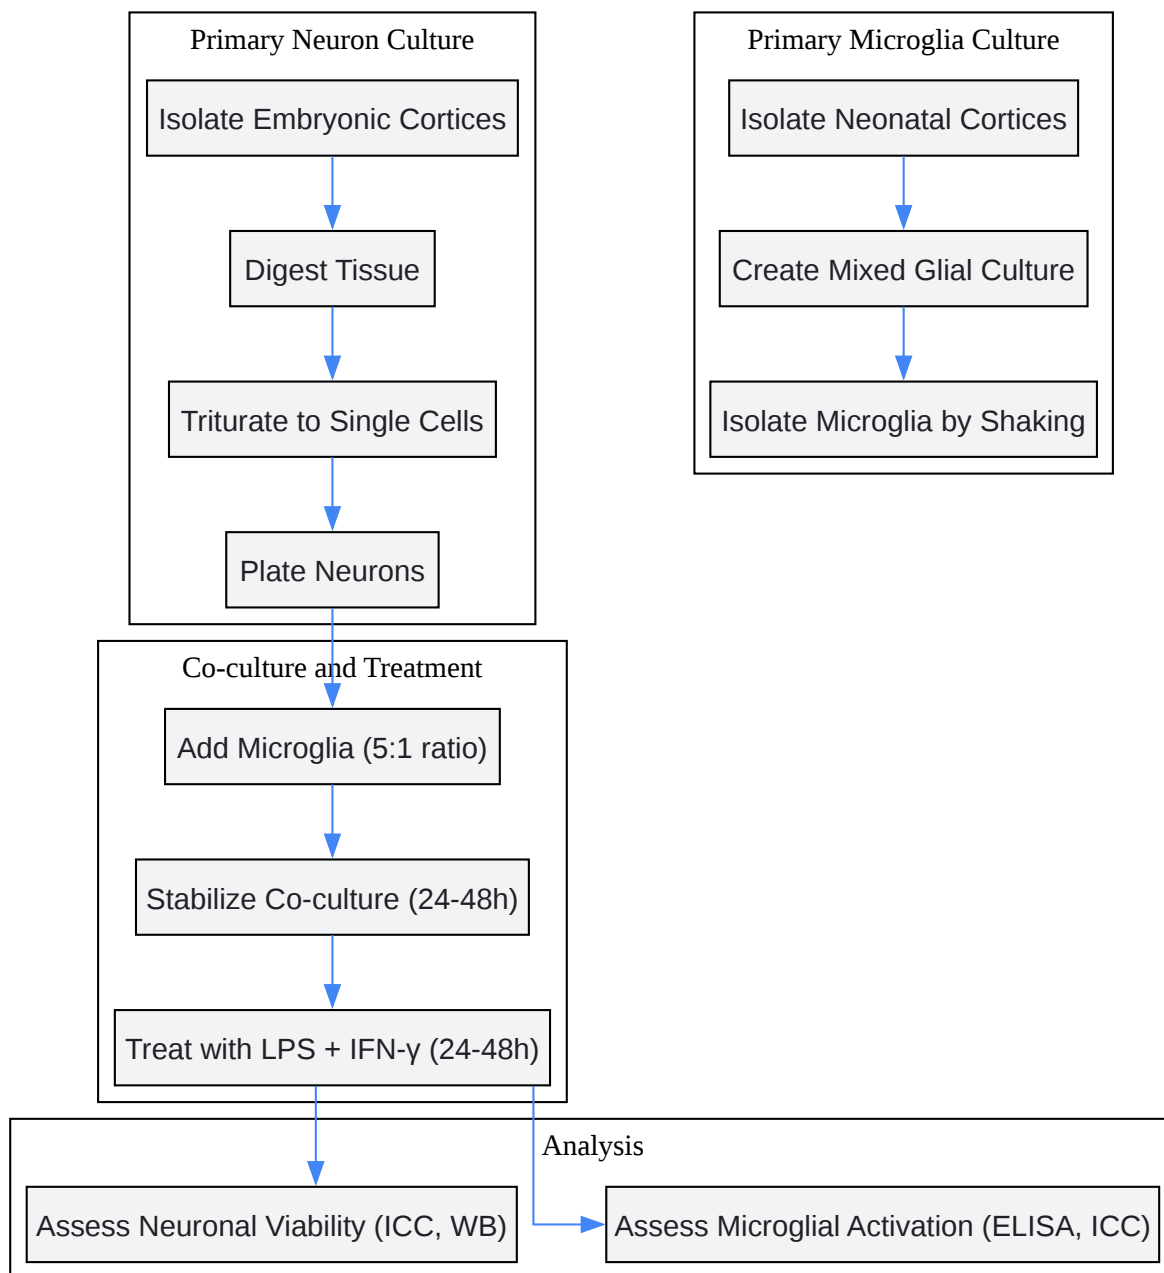 Primary Neuron Culture
Isolate Embryonic Cortices
Digest Tissue
Triturate to Single Cells
Plate Neurons
Primary Microglia Culture
Isolate Neonatal Cortices
Create Mixed Glial Culture
Isolate Microglia by Shaking
Co-culture and Treatment
Add Microglia (5:1 ratio)
Stabilize Co-culture (24-48h)
Treat with LPS + IFN-γ (24-48h)
Analysis
Assess Neuronal Viability (ICC, WB)
Assess Microglial Activation (ELISA, ICC)